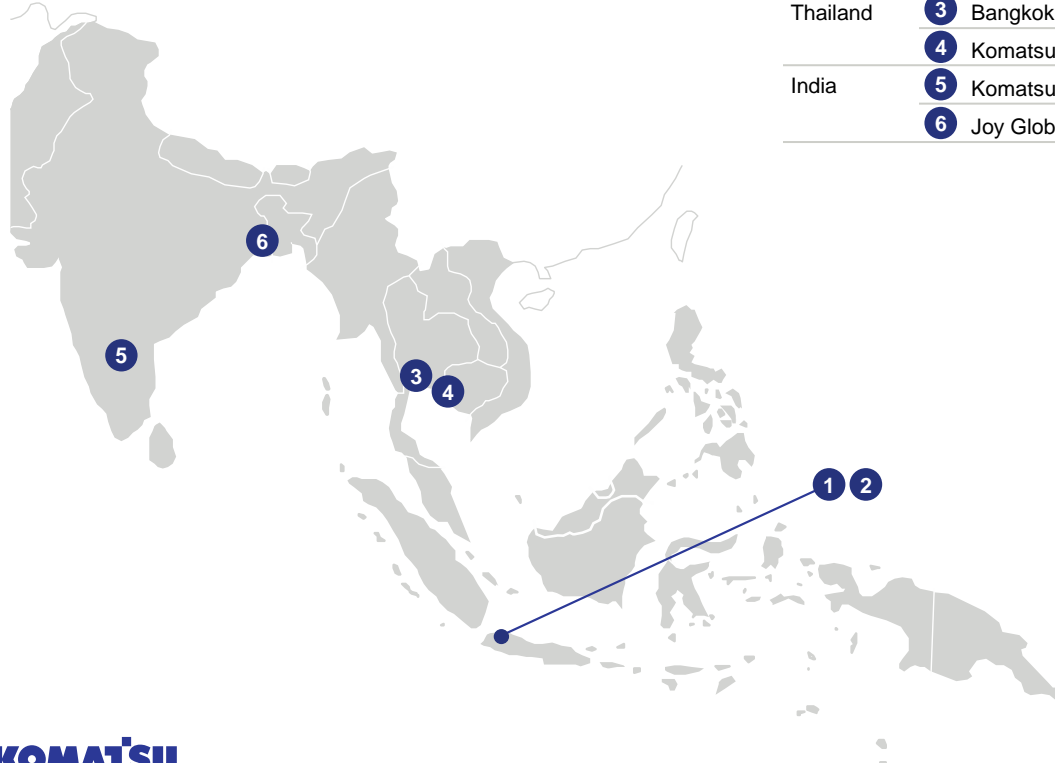 Thailand 3 Bangkok
4 Komatsu
India 5 Komatsu
6 Joy Glob
6
5
3
4
1 2
KOMATSU